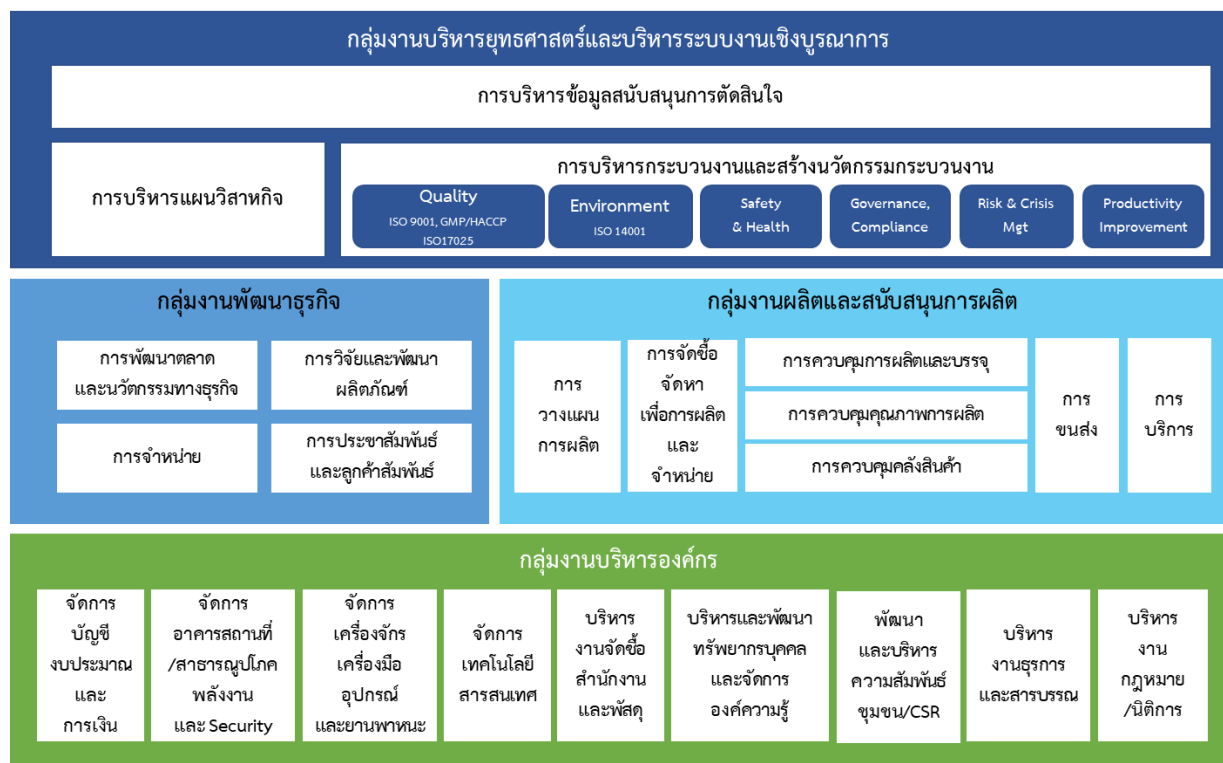 กลุ่มงานบริหารยุทธศาสตร์และบริหารระบบงานเชิงบูรณาการ
การบริหารข้อมูลสนับสนุนการตัดสินใจ
การบริหารแผนวิสาหกิจ
การบริหารกระบวนงานและสร้างนวัตกรรมกระบวนงาน
Quality
ISO 9001, GMP/HACCP
ISO17025
Environment
ISO 14001
Safety
& Health
Governance,
Compliance
Risk & Crisis
Mgt
Productivity
Improvement
กลุ่มงานพัฒนาธุรกิจ
การพัฒนาตลาด
และนวัตกรรมทางธุรกิจ
การวิจัยและพัฒนา
ผลิตภัณฑ์
การจำหน่าย
การประชาสัมพันธ์
และลูกค้าสัมพันธ์
กลุ่มงานผลิตและสนับสนุนการผลิต
การ
วางแผน
การผลิต
การจัดซื้อ
จัดหา
เพื่อการผลิต
และ
จำหน่าย
การควบคุมการผลิตและบรรจุ
การควบคุมคุณภาพการผลิต
การควบคุมคลังสินค้า
การ
ขนส่ง
การ
บริการ
กลุ่มงานบริหารองค์กร
จัดการ
บัญชี
งบประมาณ
และ
การเงิน
จัดการ
อาคารสถานที่
/สาธารณูปโภค
พลังงาน
และ Security
จัดการ
เครื่องจักร
เครื่องมือ
อุปกรณ์
และยานพาหนะ
จัดการ
เทคโนโลยี
สารสนเทศ
บริหาร
งานจัดซื้อ
สำนักงาน
และพัสดุ
บริหารและพัฒนา
ทรัพยากรบุคคล
และจัดการ
องค์ความรู้
พัฒนา
และบริหาร
ความสัมพันธ์
ชุมชน/CSR
บริหาร
งานธุรการ
และสารบรรณ
บริหาร
งาน
กฎหมาย
/นิติการ